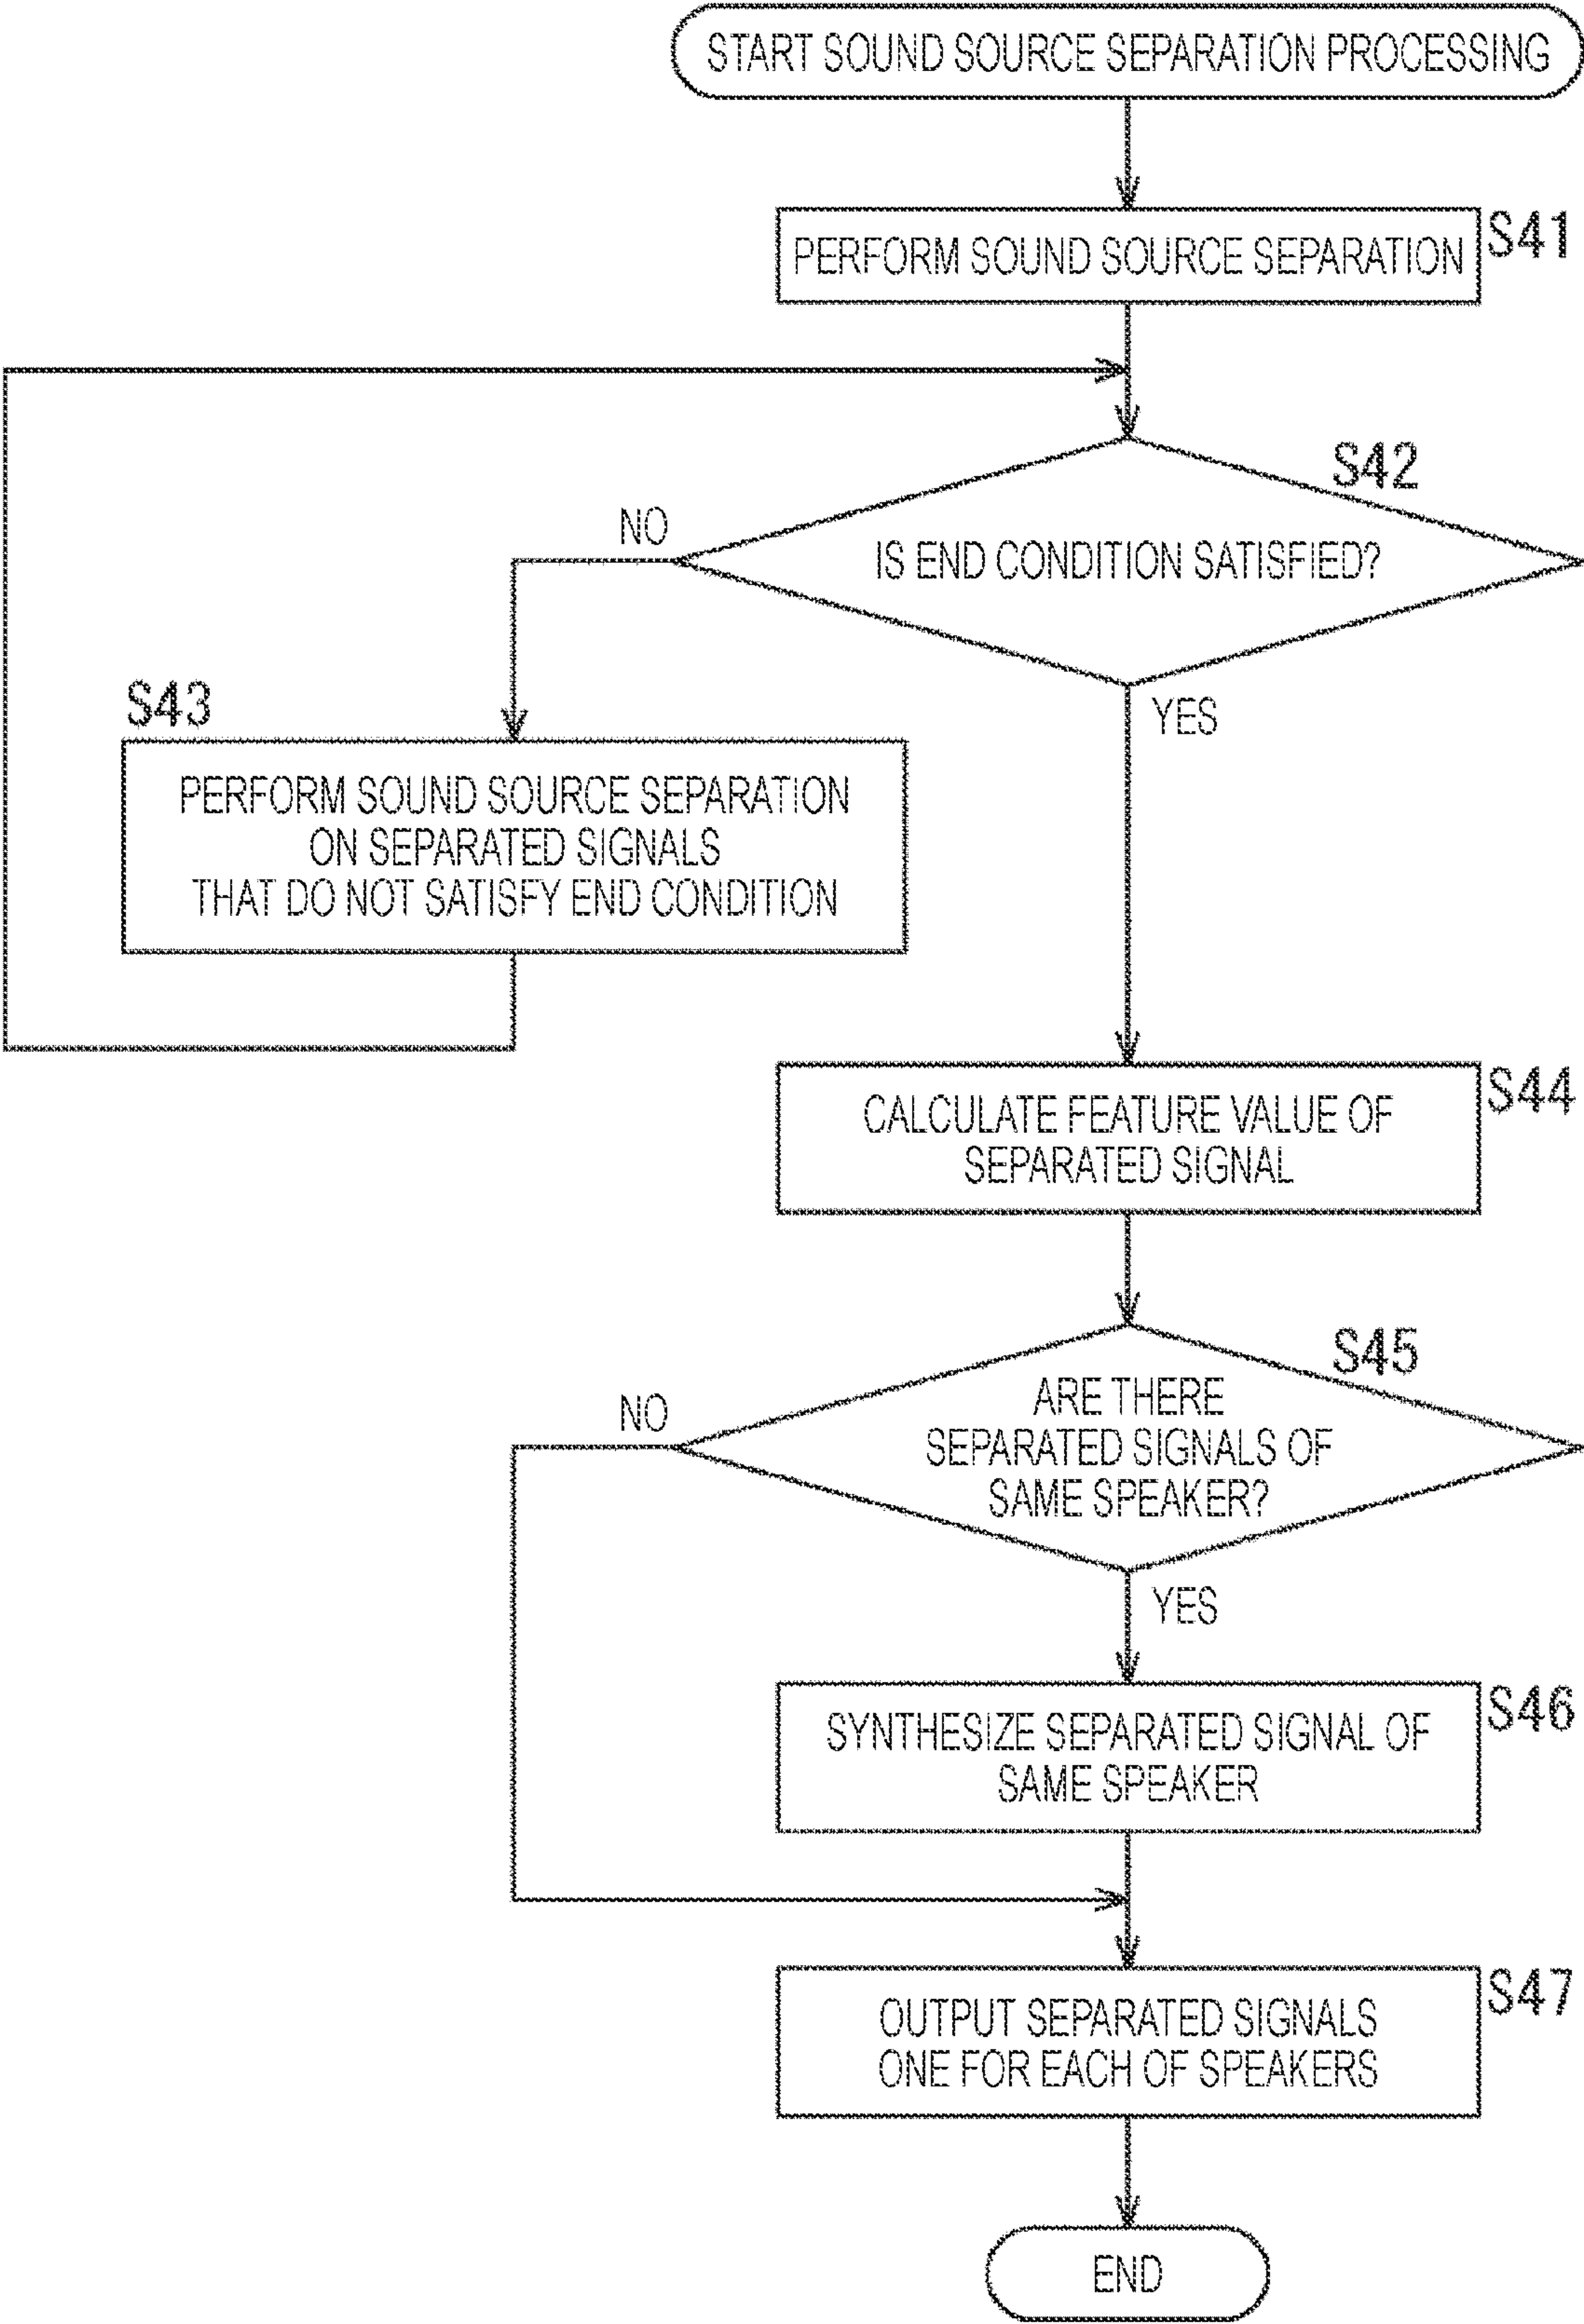 START SOUND SOURCE SEPARATION PROCESSING
S41
PERFORM SOUND SOURCE SEPARATION
S42
NO
IS END CONDITION SATISFIED?
YES
S43
PERFORM SOUND SOURCE SEPARATION
ON SEPARATED SIGNALS
THAT DO NOT SATISFY END CONDITION
S44
CALCULATE FEATURE VALUE OF
SEPARATED SIGNAL
S45
NO
ARE THERE
SEPARATED SIGNALS OF
SAME SPEAKER?
YES
S46
SYNTHESIZE SEPARATED SIGNAL OF
SAME SPEAKER
S47
OUTPUT SEPARATED SIGNALS
ONE FOR EACH OF SPEAKERS
END